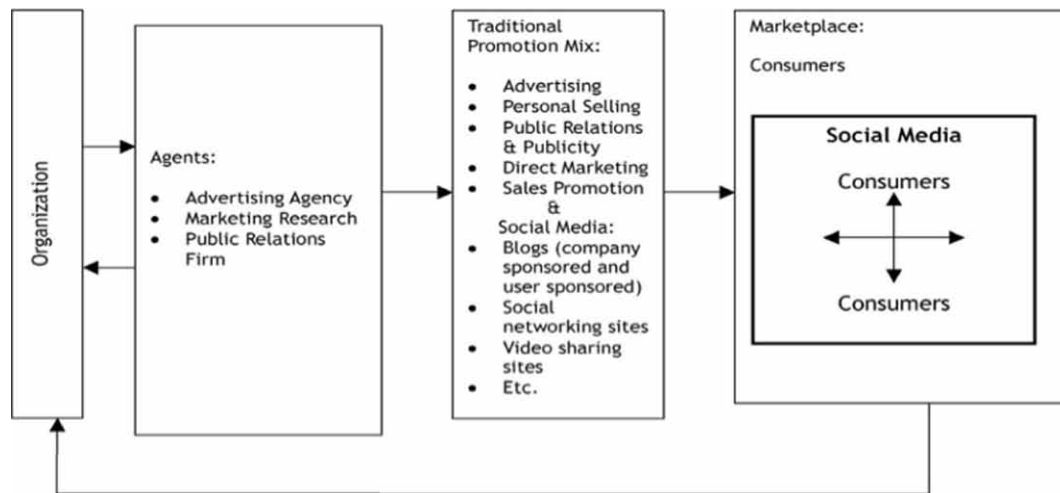 Organization
Agents:
• Advertising Agency
• Marketing Research
• Public Relations
Firm
Traditional
Promotion Mix:
• Advertising
• Personal Selling
• Public Relations
& Publicity
• Direct Marketing
• Sales Promotion
&
Social Media:
• Blogs (company
sponsored and
user sponsored)
• Social
networking sites
• Video sharing
sites
• Etc.
Marketplace:
Consumers
Social Media
Consumers
Consumers